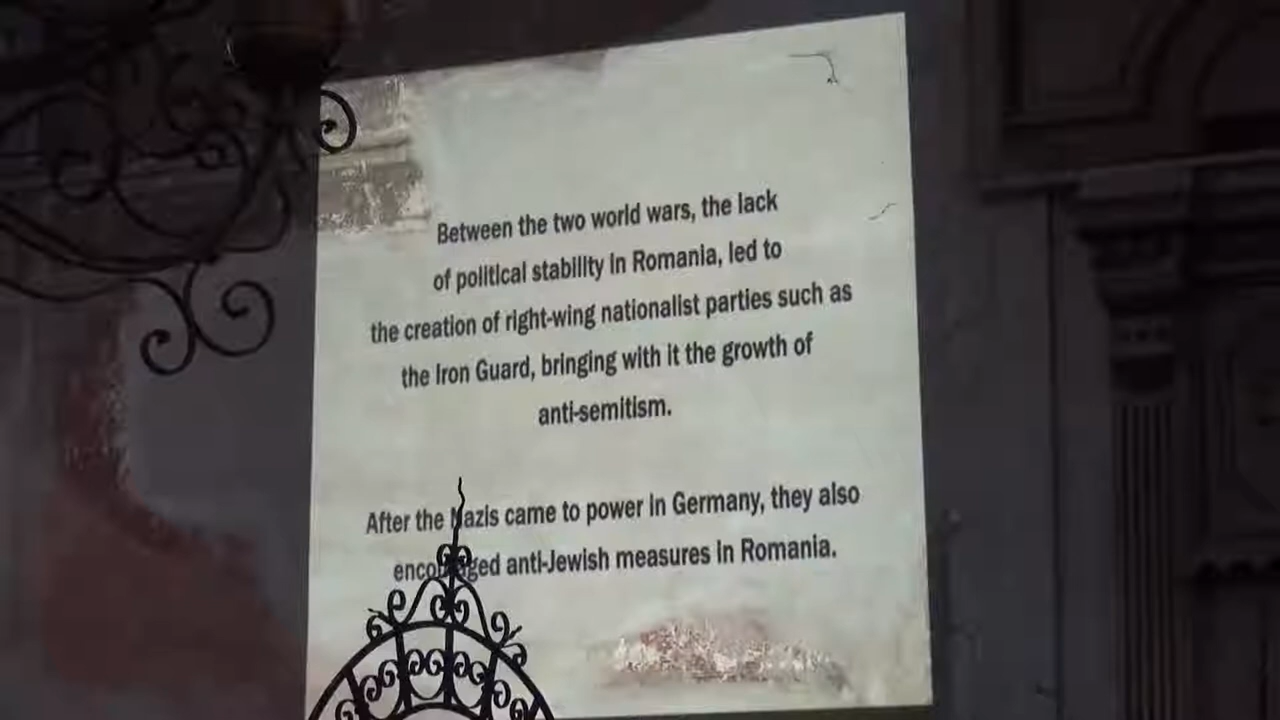 Between the two world wars, the lack
of political stability in Romania, led to
the creation of right-wing nationalist parties such as
the Iron Guard, bringing with it the growth of
anti-semitism.
After the Nazis came to power in Germany, they also
encouraged anti-Jewish measures in Romania.